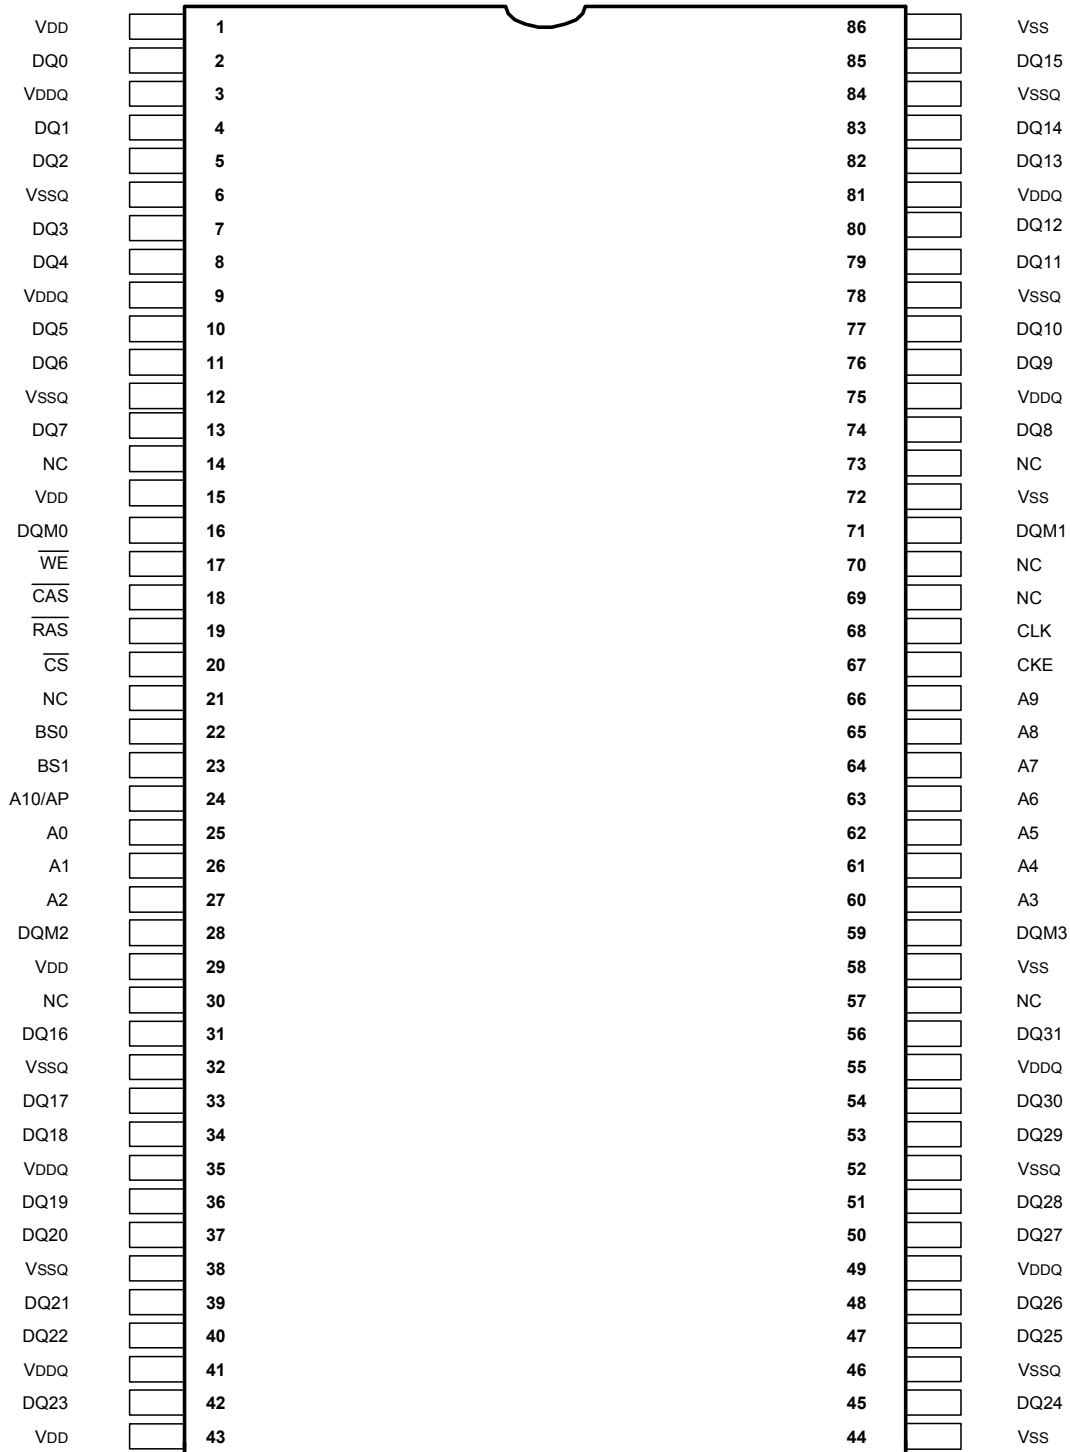 VDD 1 86 VSS
DQ0 2 85 DQ15
VDDQ 3 84 VSSQ
DQ1 4 83 DQ14
DQ2 5 82 DQ13
VSSQ 6 81 VDDQ
DQ3 7 80 DQ12
DQ4 8 79 DQ11
VDDQ 9 78 VSSQ
DQ5 10 77 DQ10
DQ6 11 76 DQ9
VSSQ 12 75 VDDQ
DQ7 13 74 DQ8
NC 14 73 NC
VDD 15 72 VSS
DQM0 16 71 DQM1
WE 17 70 NC
CAS 18 69 NC
RAS 19 68 CLK
CS 20 67 CKE
NC 21 66 A9
BS0 22 65 A8
BS1 23 64 A7
A10/AP 24 63 A6
A0 25 62 A5
A1 26 61 A4
A2 27 60 A3
DQM2 28 59 DQM3
VDD 29 58 VSS
NC 30 57 NC
DQ16 31 56 DQ31
VSSQ 32 55 VDDQ
DQ17 33 54 DQ30
DQ18 34 53 DQ29
VDDQ 35 52 VSSQ
DQ19 36 51 DQ28
DQ20 37 50 DQ27
VSSQ 38 49 VDDQ
DQ21 39 48 DQ26
DQ22 40 47 DQ25
VDDQ 41 46 VSSQ
DQ23 42 45 DQ24
VDD 43 44 VSS